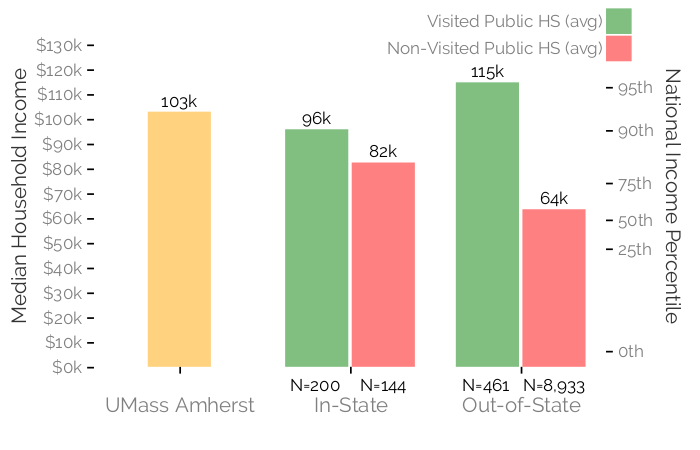 Visited Public HS (avg)
Non-Visited Public HS (avg)
Median Household Income
$130k
$120k
$110k
$100k
$90k
$80k
$70k
$60k
$50k
$40k
$30k
$20k
$10k
$0k
103k
96k
82k
115k
64k
95th
90th
75th
50th
25th
0th
National Income Percentile
N=200 N=144 N=461 N=8,933
UMass Amherst In-State Out-of-State